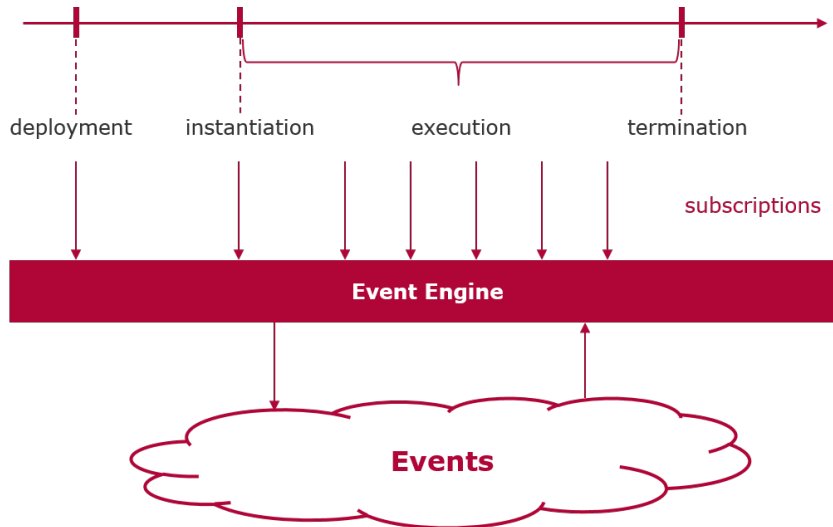 deployment instantiation execution termination
subscriptions
Event Engine
Events